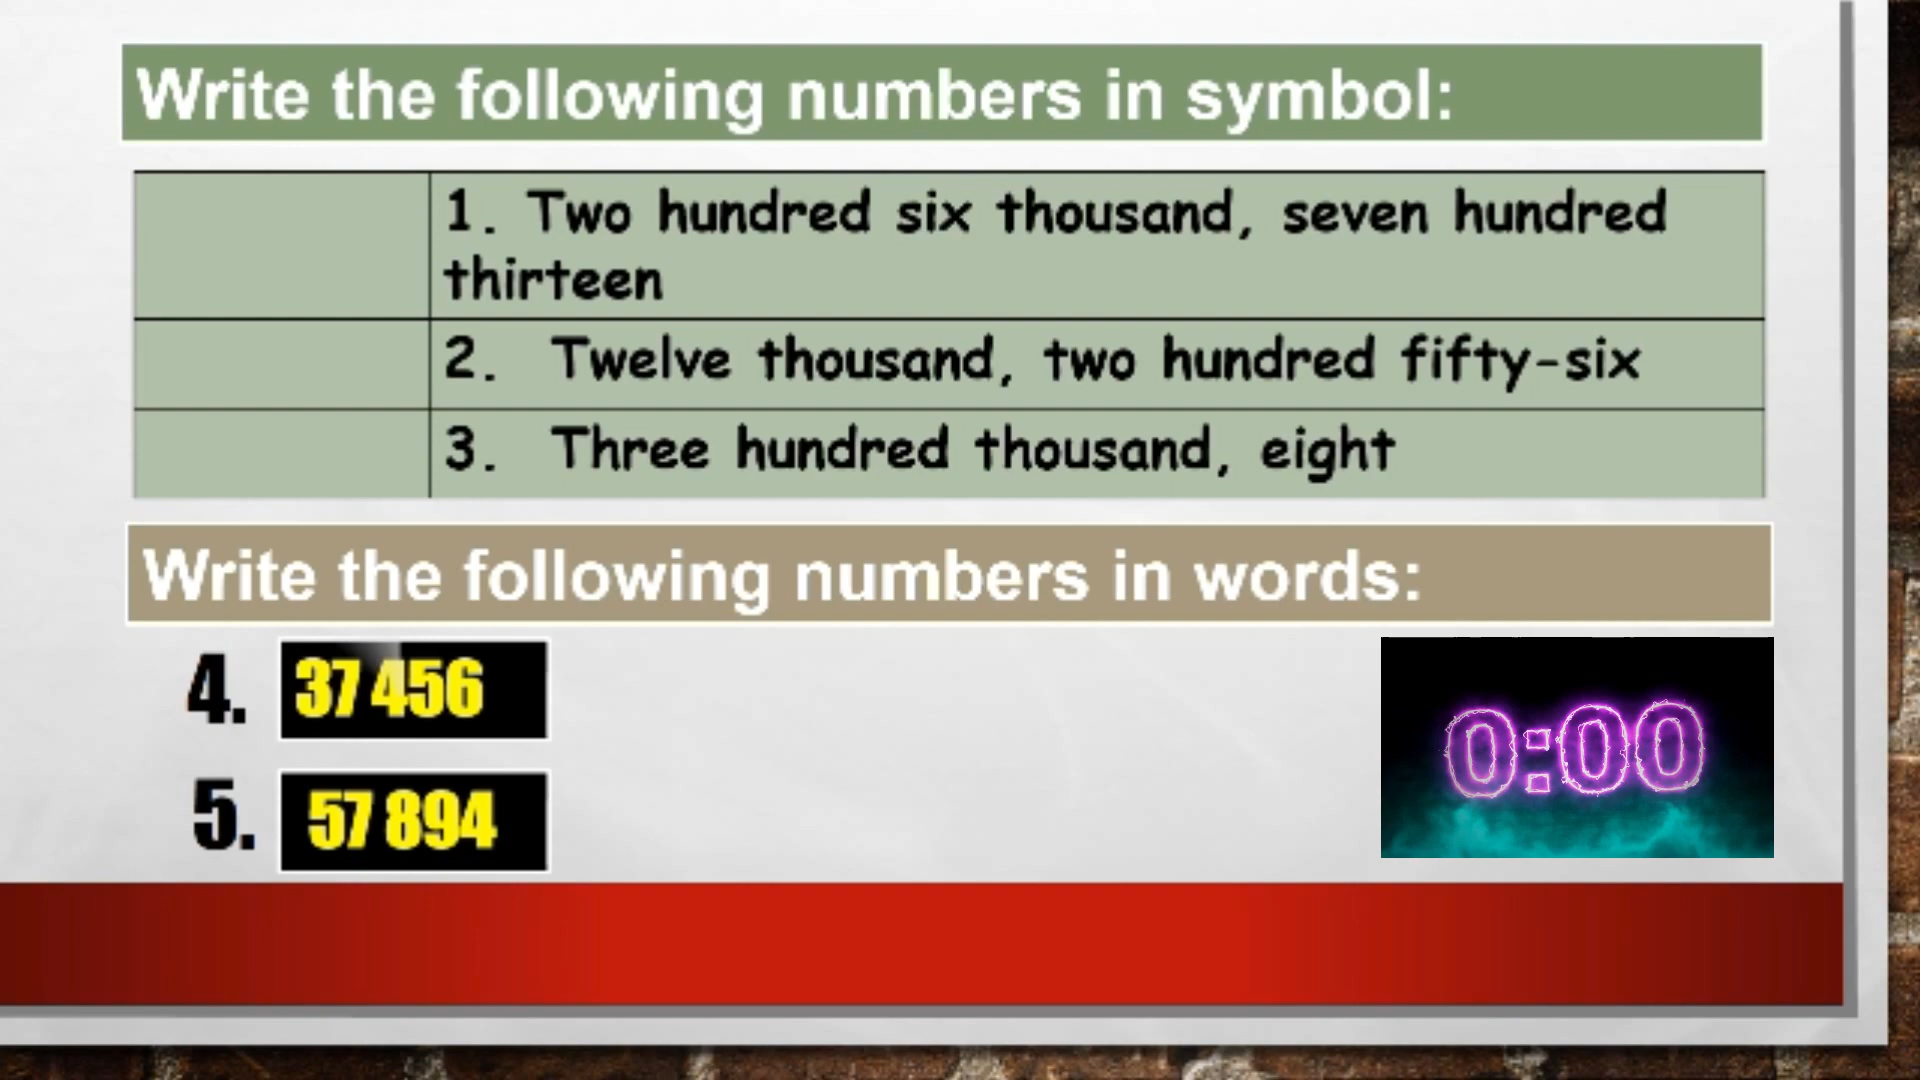 Write the following numbers in symbol:
1. Two hundred six thousand, seven hundred
thirteen
2. Twelve thousand, two hundred fifty-six
3. Three hundred thousand, eight
Write the following numbers in words:
4. 37 456
5. 57 894
0:00